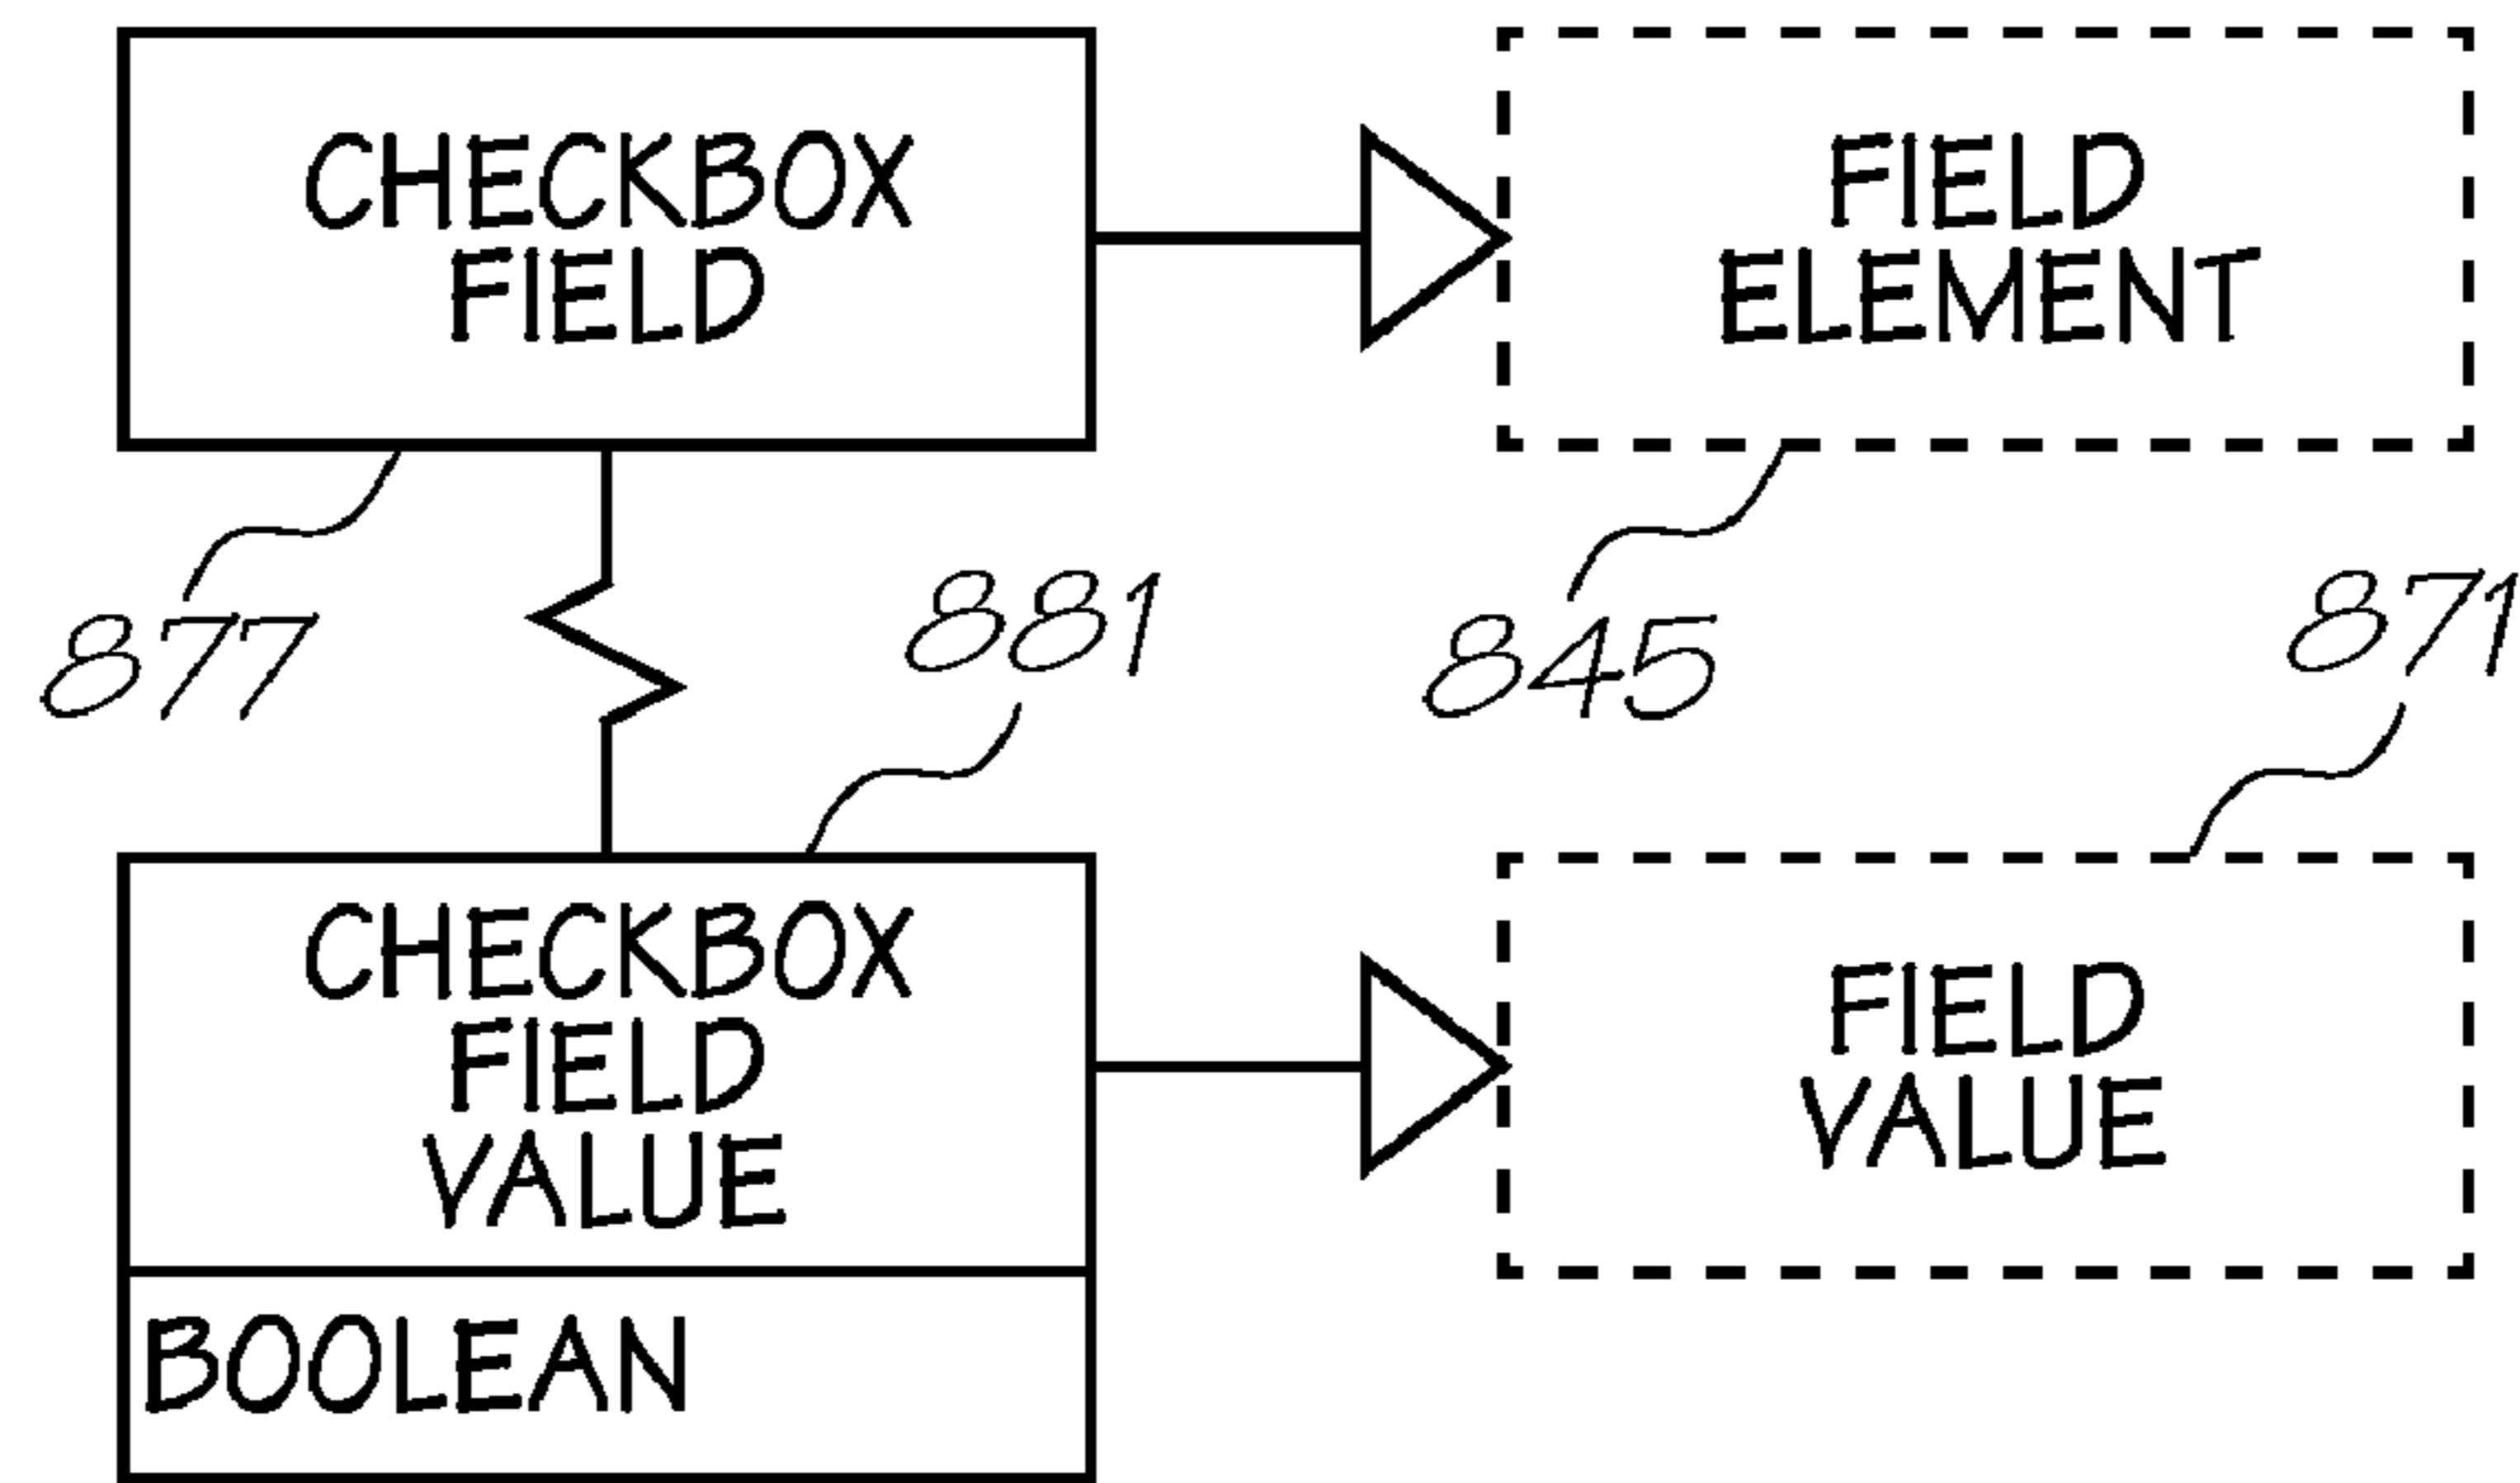 CHECKBOX
FIELD
FIELD
ELEMENT
877
881
845
871
CHECKBOX
FIELD
VALUE
BOOLEAN
FIELD
VALUE